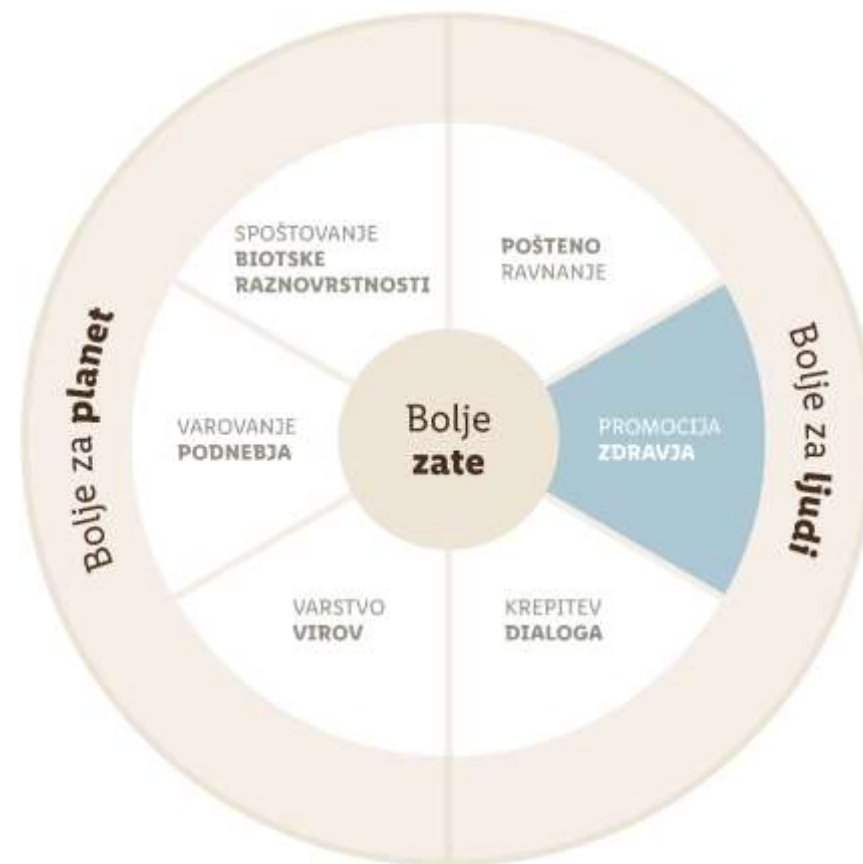 SPOŠTOVANJE
BIOTSKE
RAZNOVRSTNOSTI
POŠTENO
RAVNANJE
Bolje za planet
VAROVANJE
PODNEBJA
Bolje
zate
PROMOCIJA
ZDRAVJA
Bolje za ljudi
VARSTVO
VIROV
KREPITEV
DIALOGA